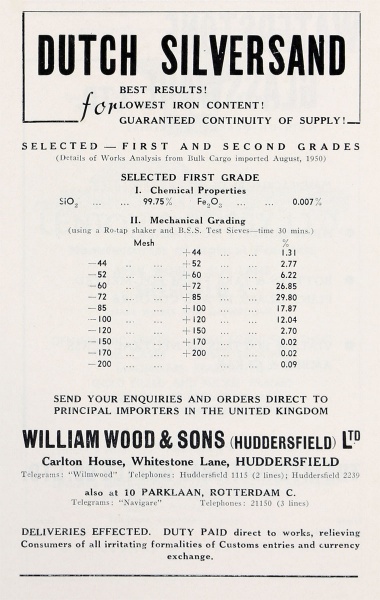 DUTCH SILVERSAND
for BEST RESULTS!
LOWEST IRON CONTENT!
GUARANTEED CONTINUITY OF SUPPLY!
SELECTED — FIRST AND SECOND GRADES
(Details of Works Analysis from Bulk Cargo imported August, 1950)
SELECTED FIRST GRADE
I. Chemical Properties
SiO₂ ... ... 99.75% Fe₂O₃ ... ... 0.007%
II. Mechanical Grading
(using a Ro-tap shaker and B.S.S. Test Sieves—time 30 mins.)
Mesh %
+44 ... ... 1.31
—44 ... +52 ... ... 2.77
—52 ... +60 ... ... 6.22
—60 ... +72 ... ... 26.85
—72 ... +85 ... ... 29.80
—85 . ... +100 ... ... 17.87
—100 ... +120 ... ... 12.04
—120 ... +150 ... ... 2.70
—150 ... +170 ... ... 0.02
—170 ... +200 ... ... 0.02
—200 ... ... ... 0.09
SEND YOUR ENQUIRIES AND ORDERS DIRECT TO
PRINCIPAL IMPORTERS IN THE UNITED KINGDOM
WILLIAM WOOD & SONS (HUDDERSFIELD) LTD
Carlton House, Whitestone Lane, HUDDERSFIELD
Telegrams: "Wilmwood" Telephones: Huddersfield 1115 (2 lines); Huddersfield 2239
also at 10 PARKLAAN, ROTTERDAM C.
Telegrams: "Navigare" Telephones: 21150 (3 lines)
DELIVERIES EFFECTED. DUTY PAID direct to works, relieving
Consumers of all irritating formalities of Customs entries and currency
exchange.